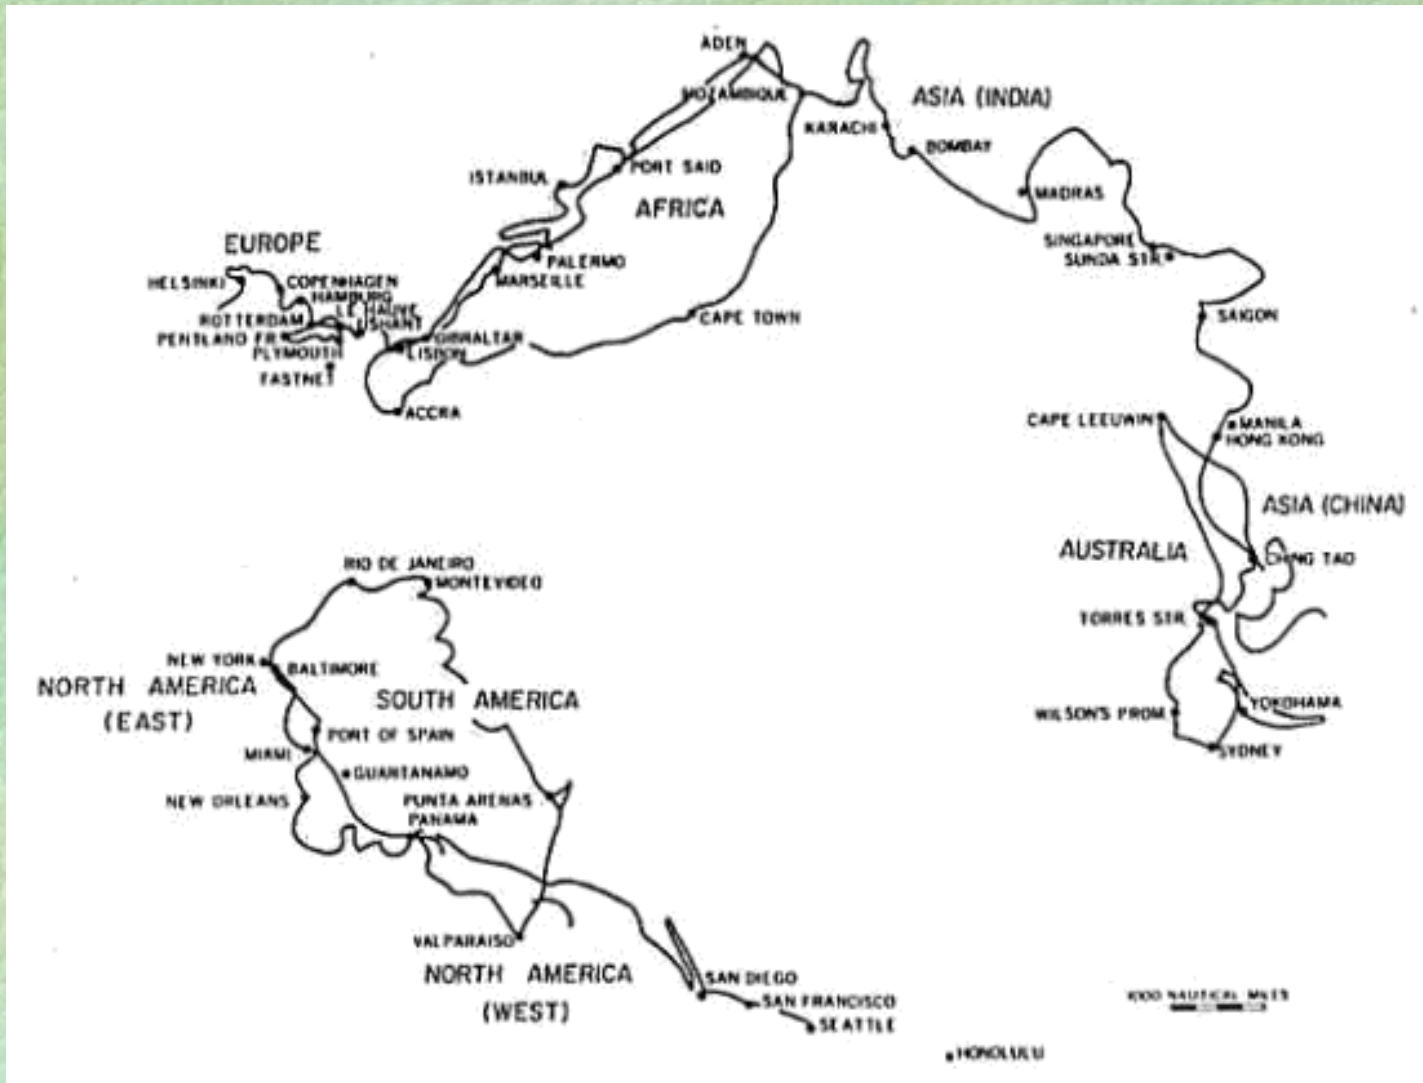 ADEN
MOZAMBIQUE
ASIA (INDIA)
KARACHI
BOMBAY
ISTANBUL
PORT SAID
AFRICA
MADRAS
EUROPE
PALERMO
MARSEILLE
SINGAPORE
SUNDA STR.
HELSINKI
COPENHAGEN
HAMBURG
LE HAUVE
ROTTERDAM
USHANT
PENTLAND FR
GIBRALTAR
PLYMOUTH
LISBON
FASTNET
CAPE TOWN
SAIGON
ACCRA
CAPE LEEUWIN
MANILA
HONG KONG
ASIA (CHINA)
AUSTRALIA
CHING TAO
RIO DE JANEIRO
MONTEVIDEO
TORRES STR.
NEW YORK
BALTIMORE
NORTH AMERICA
(EAST)
SOUTH AMERICA
WILSON'S PROM.
YOKOHAMA
PORT OF SPAIN
MIAMI
SYDNEY
GUANTANAMO
NEW ORLEANS
PUNTA ARENAS
PANAMA
VALPARAISO
NORTH AMERICA
(WEST)
SAN DIEGO
SAN FRANCISCO
SEATTLE
1000 NAUTICAL MILES
HONOLULU